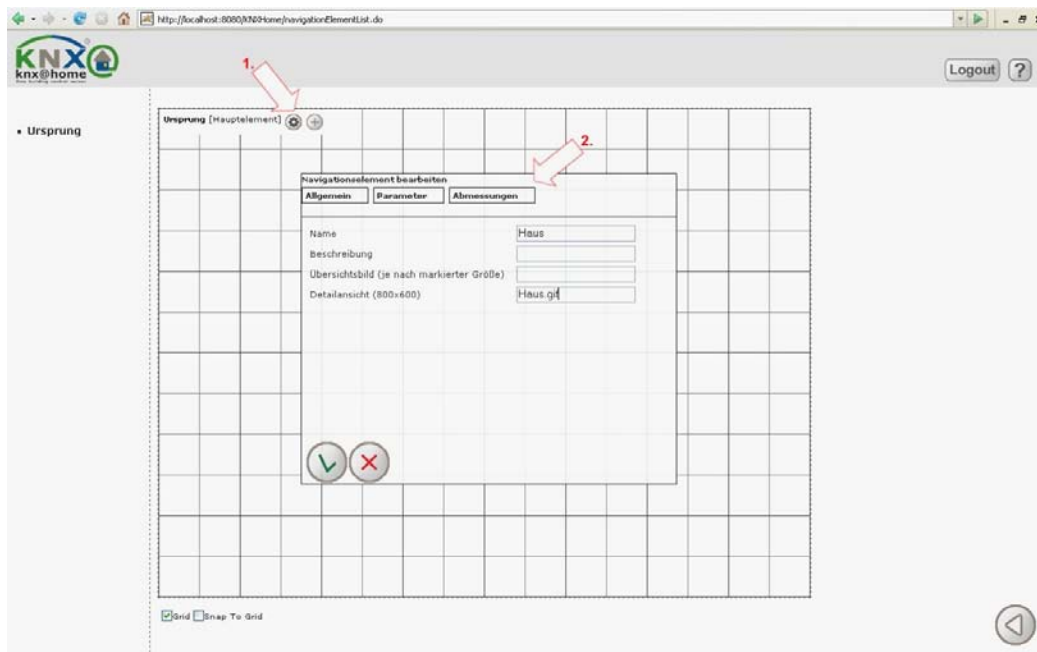 http://localhost:8080/KNXHome/navigationElementList.do
KNX@
knx@home
Logout ?
1.
Ursprung [Hauptelement]
• Ursprung
2.
Navigationselement bearbeiten
Allgemein Parameter Abmessungen
Name Haus
Beschreibung
Übersichtsbild (je nach markierter Größe)
Detailansicht (800x600) Haus.gif
Grid Snap To Grid